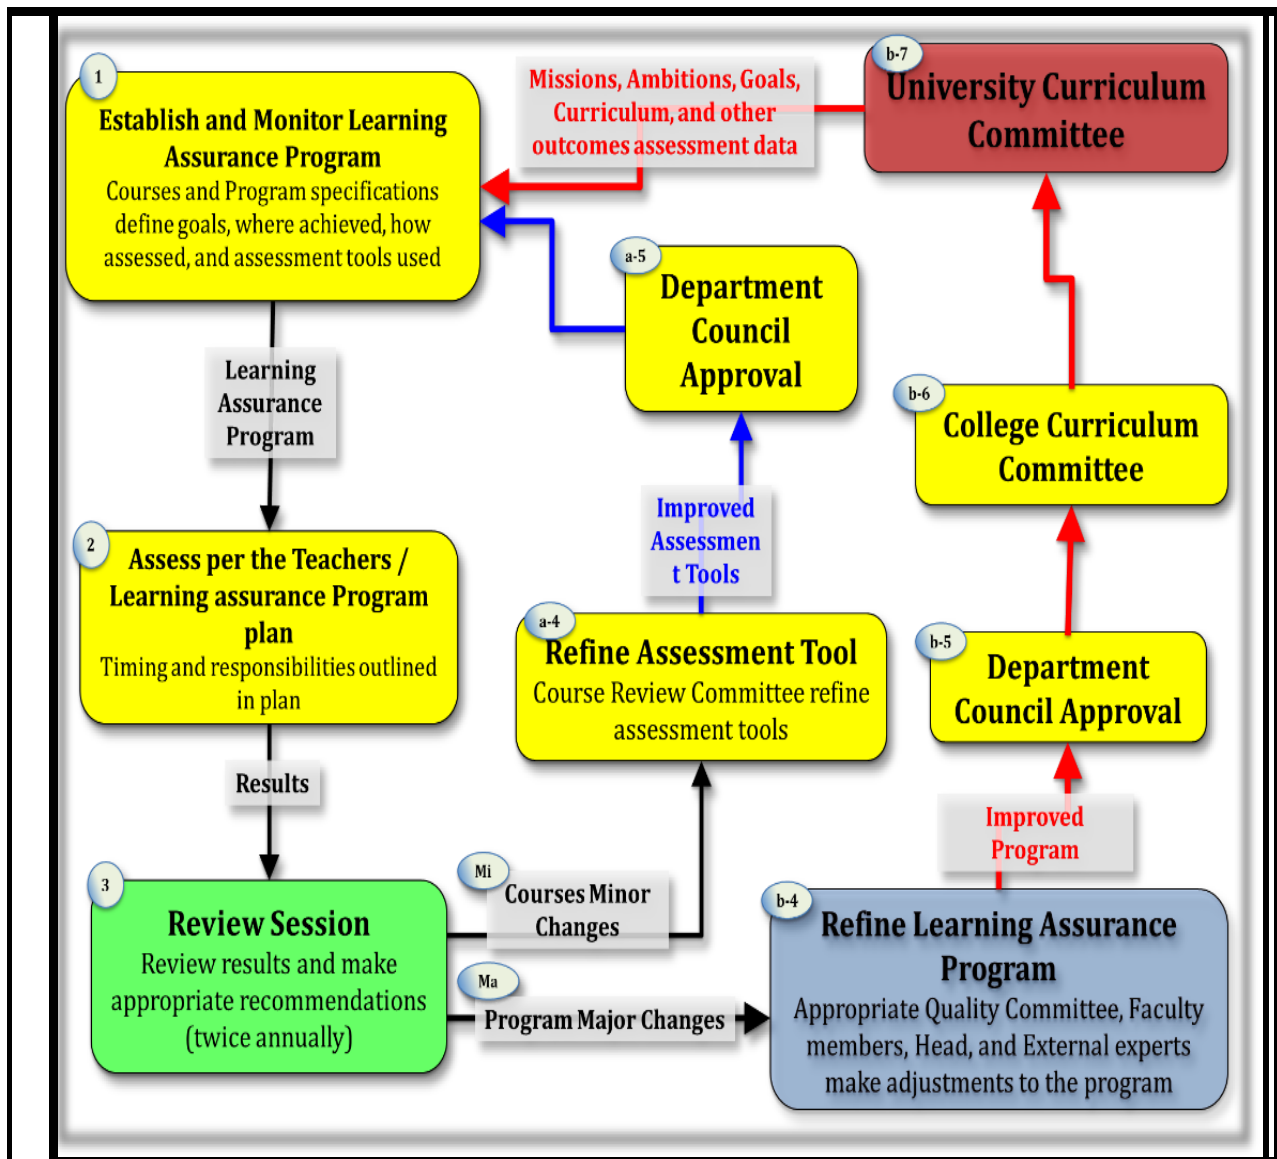 1
Establish and Monitor Learning
Assurance Program
Courses and Program specifications
define goals, where achieved, how
assessed, and assessment tools used
Missions, Ambitions, Goals,
Curriculum, and other
outcomes assessment data
b-7
University Curriculum
Committee
a-5
Department
Council
Approval
Learning
Assurance
Program
b-6
College Curriculum
Committee
2
Assess per the Teachers /
Learning assurance Program
plan
Timing and responsibilities outlined
in plan
Improved
Assessmen
t Tools
a-4
Refine Assessment Tool
Course Review Committee refine
assessment tools
b-5
Department
Council Approval
Results
Improved
Program
3
Review Session
Review results and make
appropriate recommendations
(twice annually)
Mi
Courses Minor
Changes
Ma
Program Major Changes
b-4
Refine Learning Assurance
Program
Appropriate Quality Committee, Faculty
members, Head, and External experts
make adjustments to the program